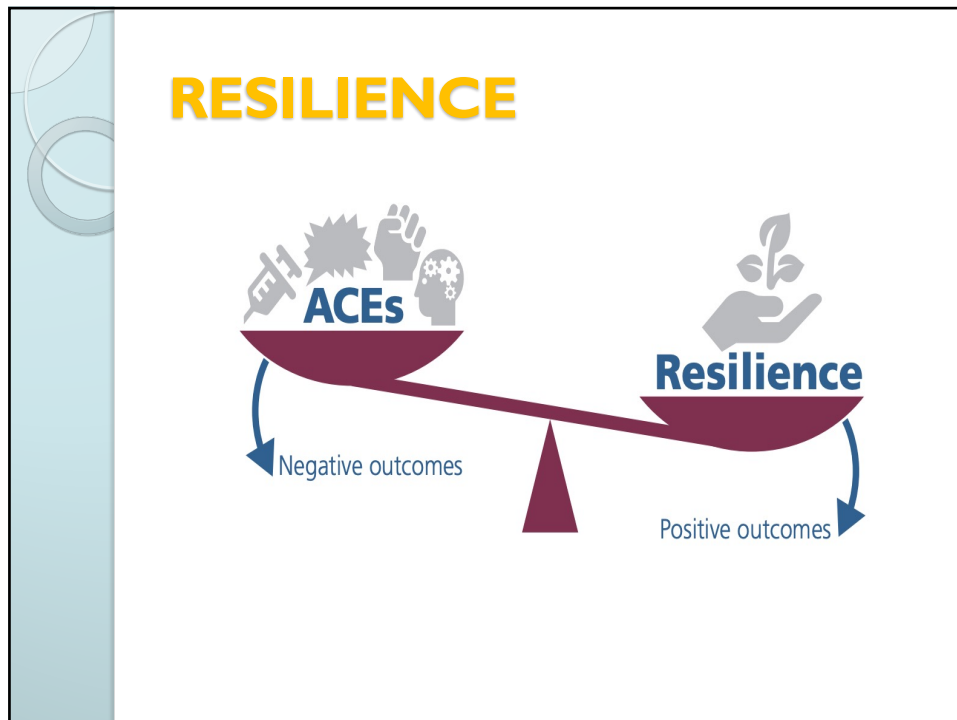 RESILIENCE
ACEs
Resilience
Negative outcomes
Positive outcomes